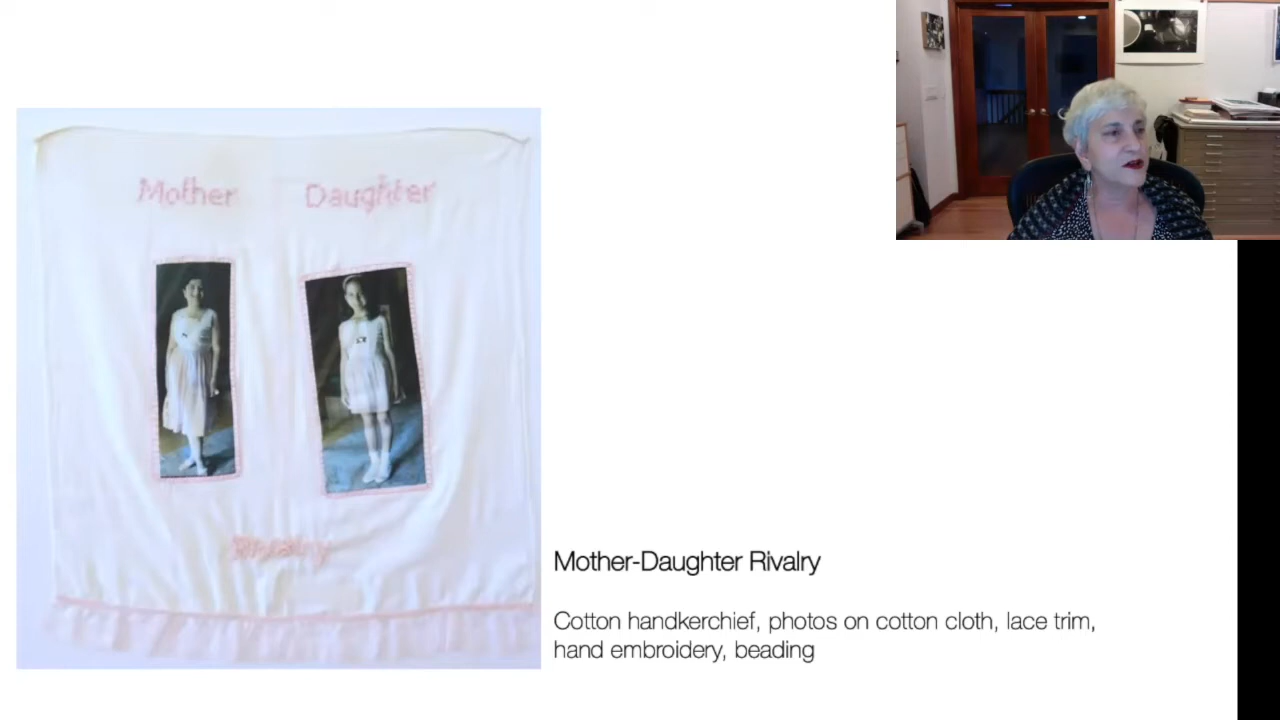 Mother Daughter
Rivalry
Mother-Daughter Rivalry
Cotton handkerchief, photos on cotton cloth, lace trim,
hand embroidery, beading